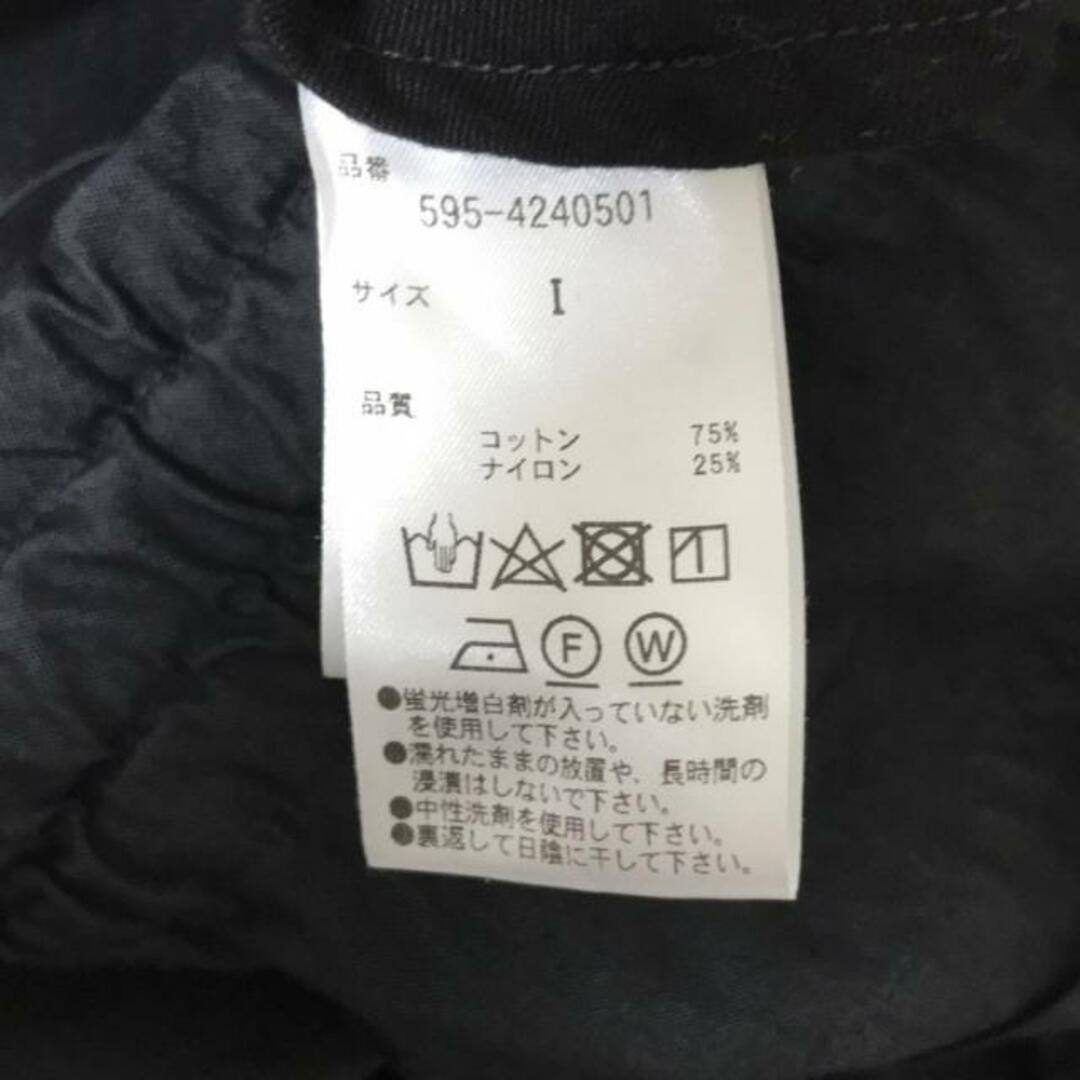 品番
595-4240501
サイズ I
品質
コットン 75%
ナイロン 25%
F W
●蛍光増白剤が入っていない洗剤
を使用して下さい。
●濡れたままの放置や、長時間の
浸漬はしないで下さい。
●中性洗剤を使用して下さい。
●裏返して日陰に干して下さい。